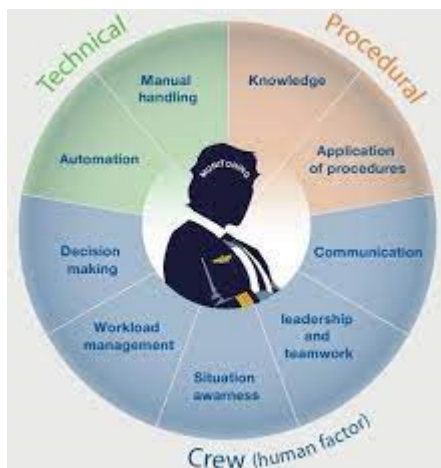 Technical
Procedural
Manual
handling
Knowledge
Automation
Application
of procedures
MONITORING
Decision
making
Communication
Workload
management
leadership
and
teamwork
Situation
awarness
Crew (human factor)